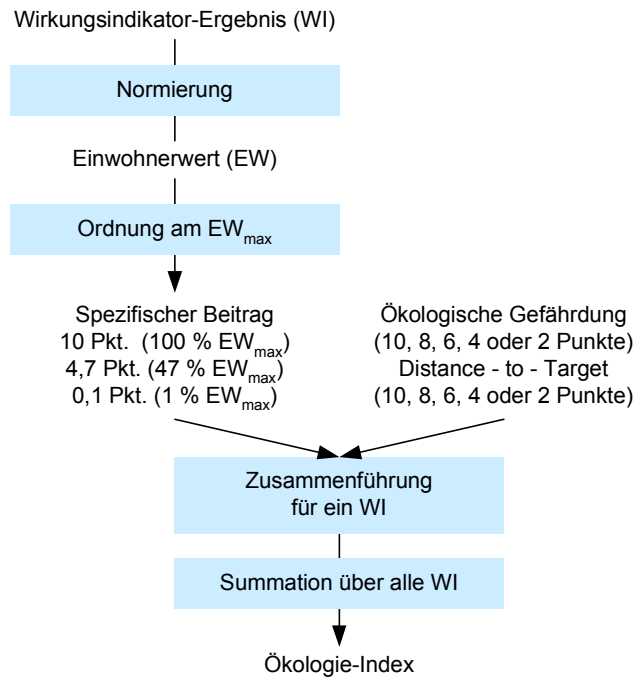 Wirkungsindikator-Ergebnis (WI)
Normierung
Einwohnerwert (EW)
Ordnung am EWmax
Spezifischer Beitrag
10 Pkt. (100 % EWmax)
4,7 Pkt. (47 % EWmax)
0,1 Pkt. (1 % EWmax)
Ökologische Gefährdung
(10, 8, 6, 4 oder 2 Punkte)
Distance - to - Target
(10, 8, 6, 4 oder 2 Punkte)
Zusammenführung
für ein WI
Summation über alle WI
Ökologie-Index